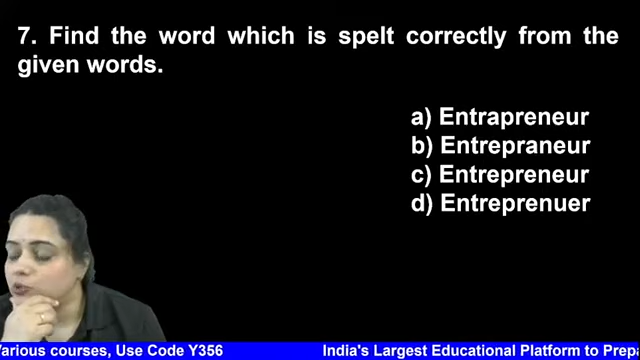 7. Find the word which is spelt correctly from the
given words.
a) Entrapreneur
b) Entrepraneur
c) Entrepreneur
d) Entreprenuer
arious courses, Use Code Y356 India's Largest Educational Platform to Prep